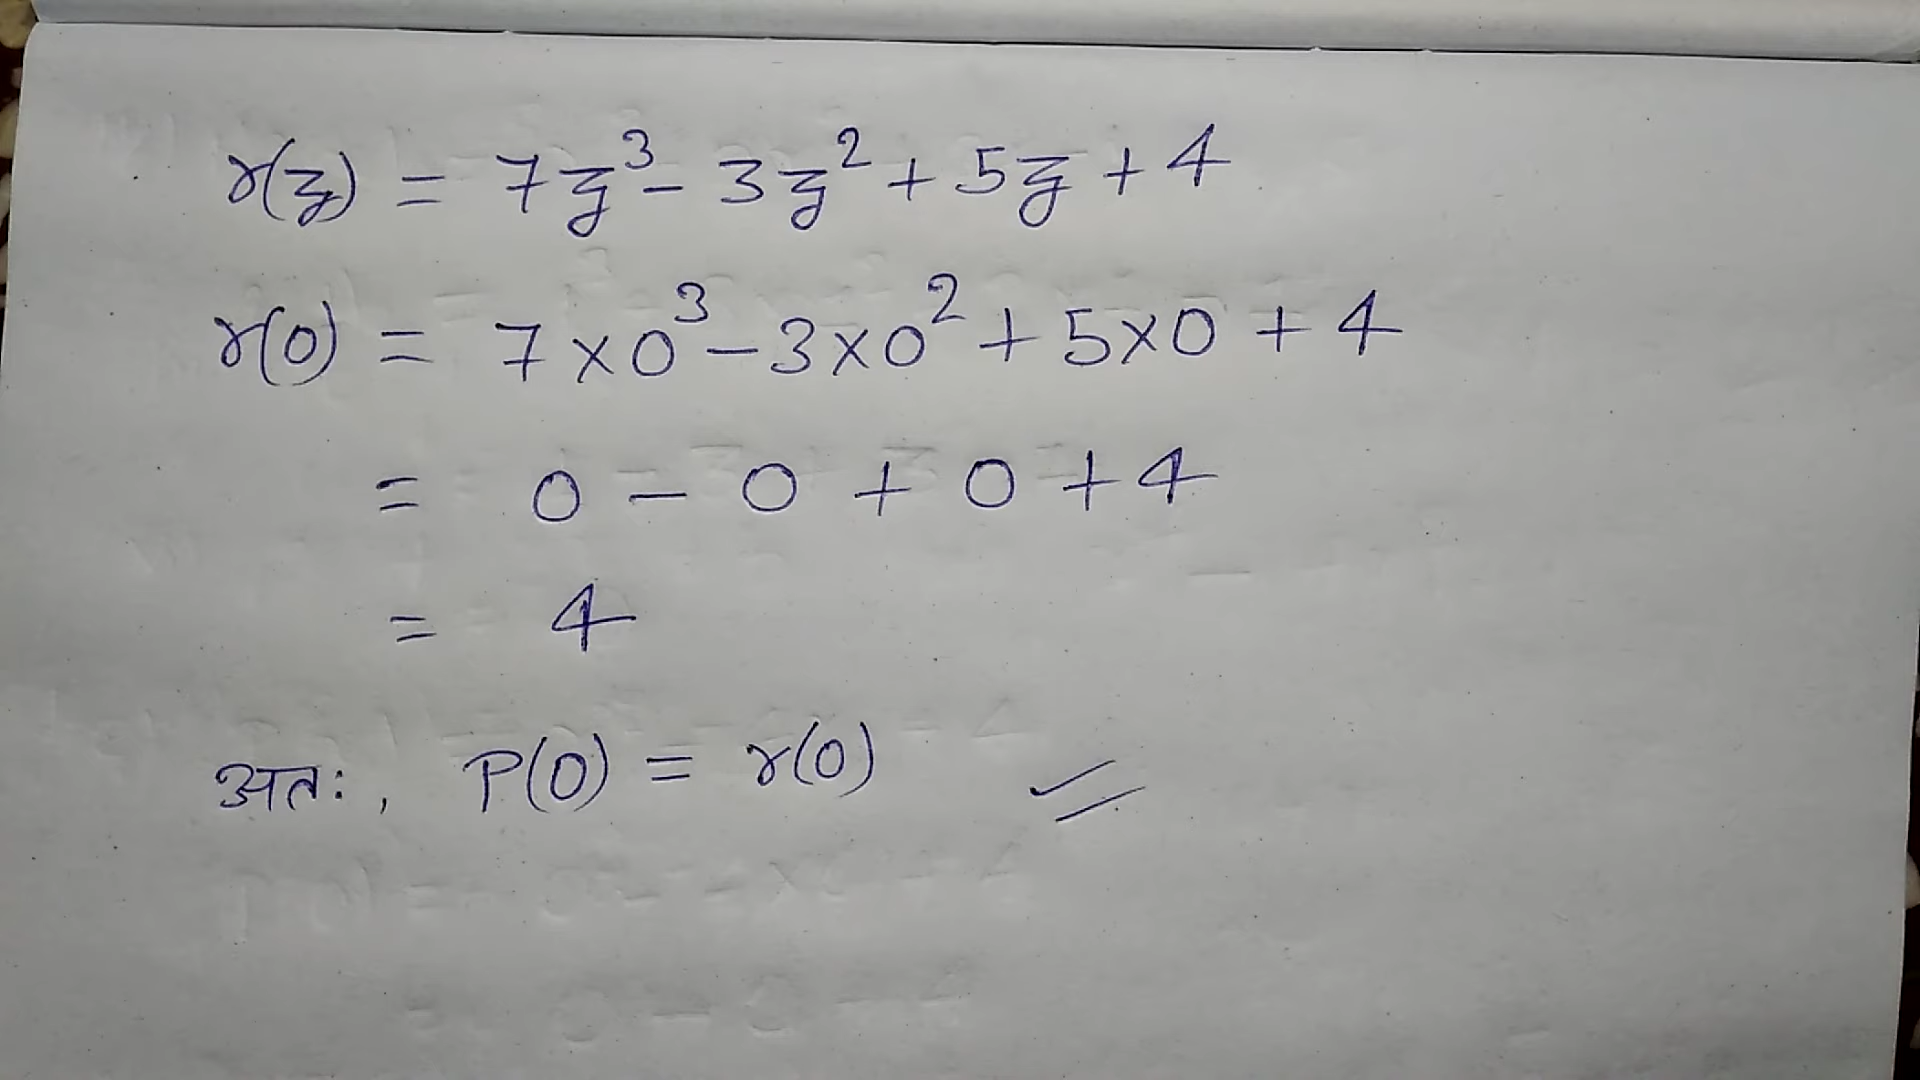 r(z) = 7z³ - 3z² + 5z + 4
r(0) = 7×0³ - 3×0² + 5×0 + 4
= 0 - 0 + 0 + 4
= 4
अतः, P(0) = r(0)